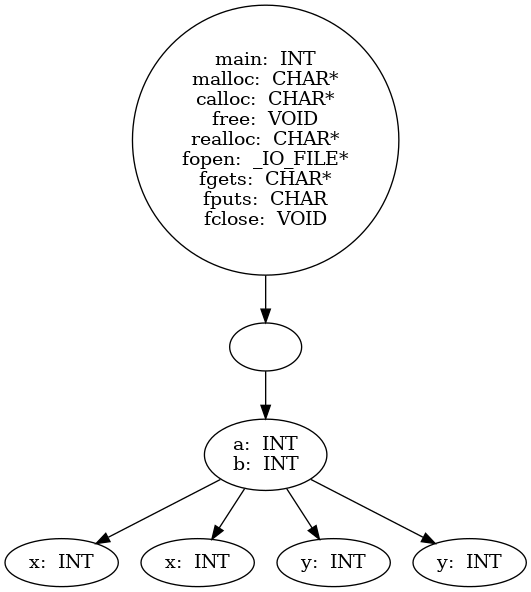 main:  INT
malloc:  CHAR*
calloc:  CHAR*
free:  VOID
realloc:  CHAR*
fopen:  _IO_FILE*
fgets:  CHAR*
fputs:  CHAR
fclose:  VOID
a:  INT
b:  INT
x:  INT
x:  INT
y:  INT
y:  INT